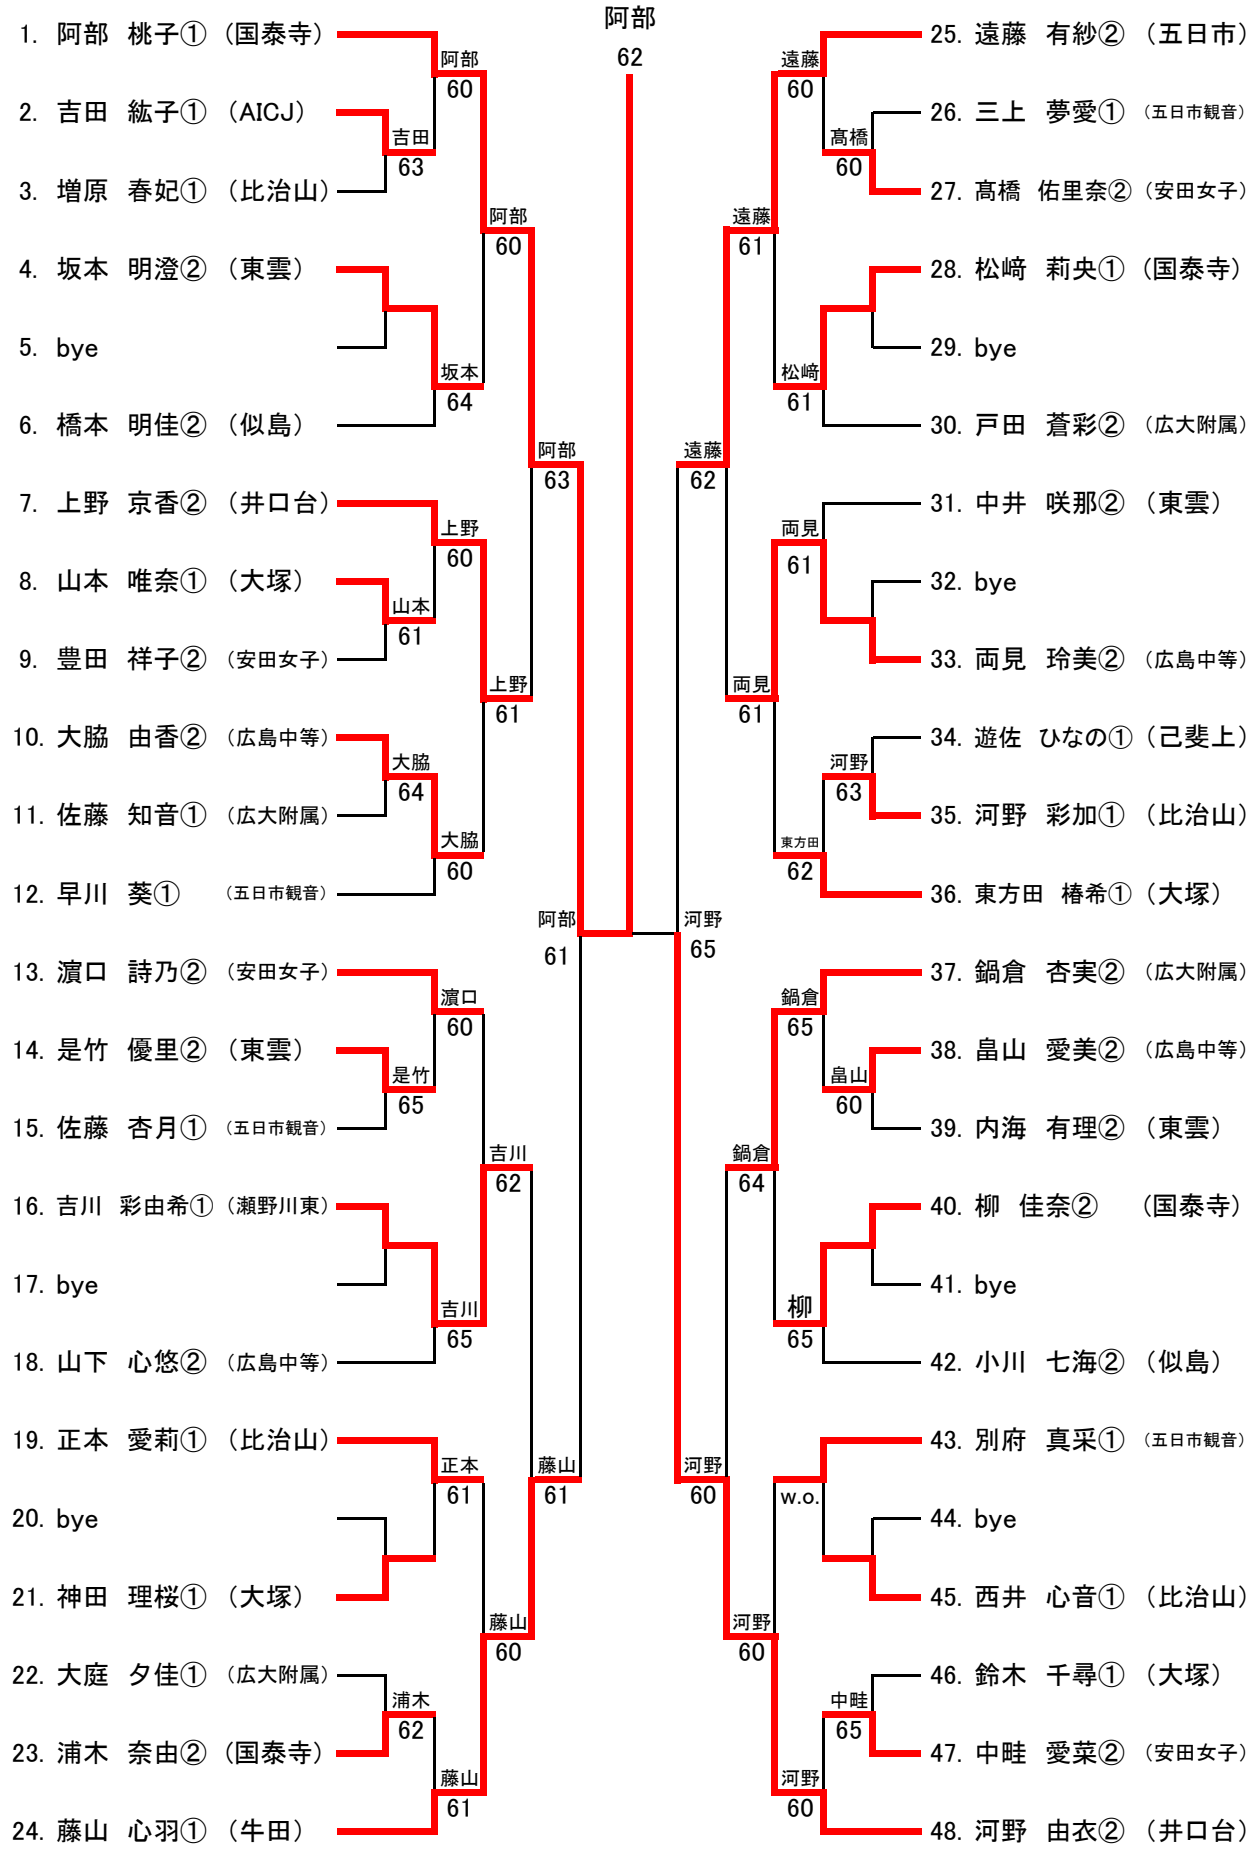 阿部
62
1. 阿部 桃子① (国泰寺)
2. 吉田 紘子① (AICJ)
3. 増原 春妃① (比治山)
4. 坂本 明澄② (東雲)
5. bye
6. 橋本 明佳② (似島)
7. 上野 京香② (井口台)
8. 山本 唯奈① (大塚)
9. 豊田 祥子② (安田女子)
10. 大脇 由香② (広島中等)
11. 佐藤 知音① (広大附属)
12. 早川 葵① (五日市観音)
13. 濵口 詩乃② (安田女子)
14. 是竹 優里② (東雲)
15. 佐藤 杏月① (五日市観音)
16. 吉川 彩由希① (瀬野川東)
17. bye
18. 山下 心悠② (広島中等)
19. 正本 愛莉① (比治山)
20. bye
21. 神田 理桜① (大塚)
22. 大庭 夕佳① (広大附属)
23. 浦木 奈由② (国泰寺)
24. 藤山 心羽① (牛田)
吉田
63
山本
61
大脇
64
是竹
65
浦木
62
阿部
60
坂本
64
上野
60
大脇
60
濵口
60
吉川
65
正本
61
藤山
61
阿部
60
上野
61
吉川
62
藤山
60
阿部
63
藤山
61
阿部
61
河野
65
遠藤
62
河野
60
遠藤
61
両見
61
鍋倉
64
河野
60
遠藤
60
松﨑
61
両見
61
東方田
62
鍋倉
65
柳
65
w.o.
河野
60
髙橋
60
河野
63
畠山
60
中畦
65
25. 遠藤 有紗② (五日市)
26. 三上 夢愛① (五日市観音)
27. 髙橋 佑里奈② (安田女子)
28. 松﨑 莉央① (国泰寺)
29. bye
30. 戸田 蒼彩② (広大附属)
31. 中井 咲那② (東雲)
32. bye
33. 両見 玲美② (広島中等)
34. 遊佐 ひなの① (己斐上)
35. 河野 彩加① (比治山)
36. 東方田 椿希① (大塚)
37. 鍋倉 杏実② (広大附属)
38. 畠山 愛美② (広島中等)
39. 内海 有理② (東雲)
40. 柳 佳奈② (国泰寺)
41. bye
42. 小川 七海② (似島)
43. 別府 真采① (五日市観音)
44. bye
45. 西井 心音① (比治山)
46. 鈴木 千尋① (大塚)
47. 中畦 愛菜② (安田女子)
48. 河野 由衣② (井口台)